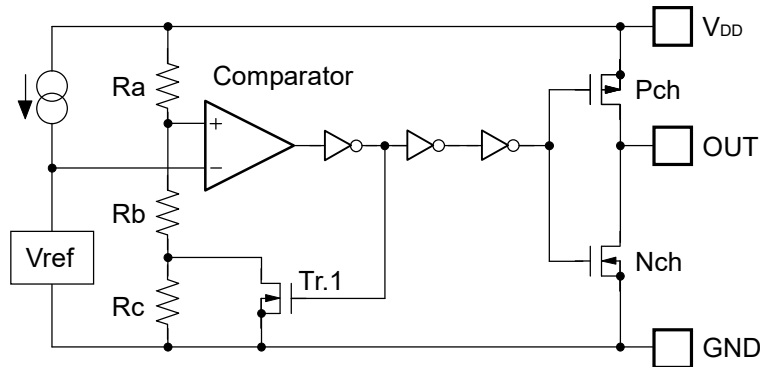 VDD
Ra
Comparator
Pch
+
−
OUT
Rb
Vref
Tr.1
Nch
Rc
GND